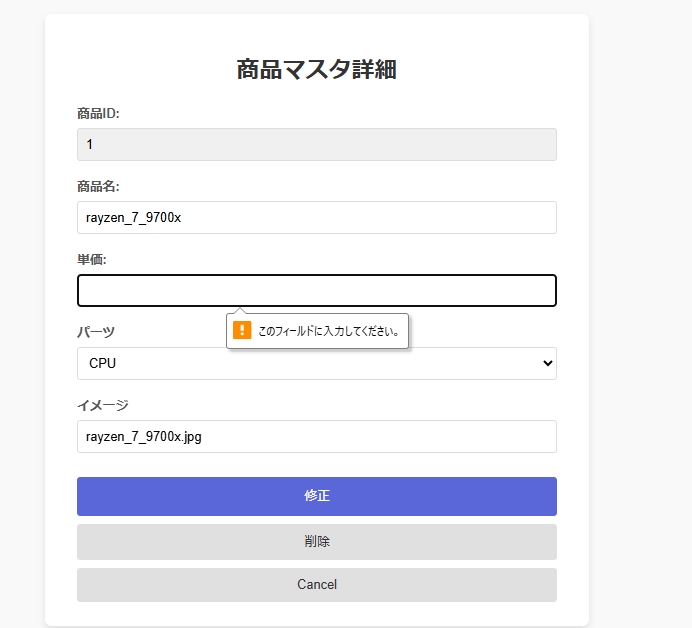 商品マスタ詳細
商品ID:
1
商品名:
rayzen_7_9700x
単価:
このフィールドに入力してください。
パーツ
CPU
イメージ
rayzen_7_9700x.jpg
修正
削除
Cancel